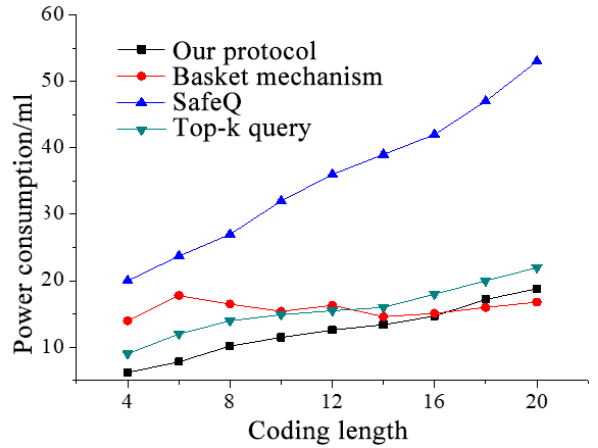 60
50
40
30
20
10
Power consumption/ml
Our protocol
Basket mechanism
SafeQ
Top-k query
4 8 12 16 20
Coding length